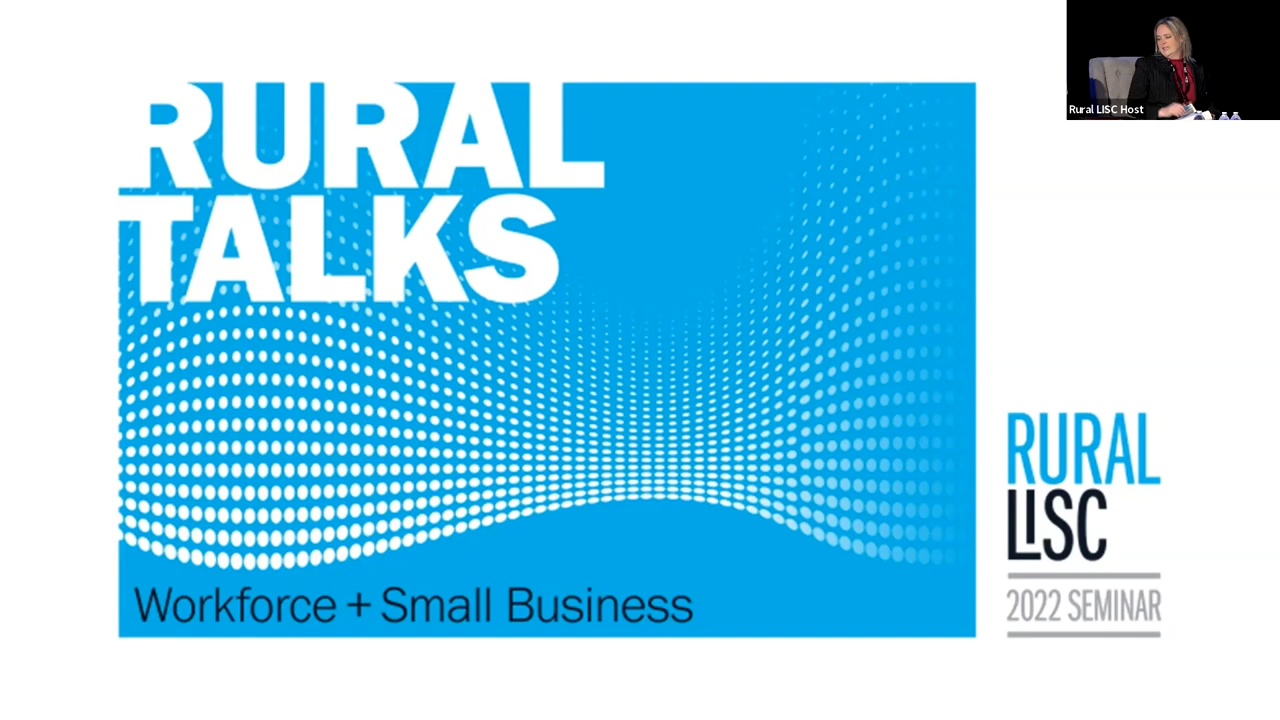 RURAL
TALKS
Workforce + Small Business
Rural LISC Host
RURAL
LISC
2022 SEMINAR